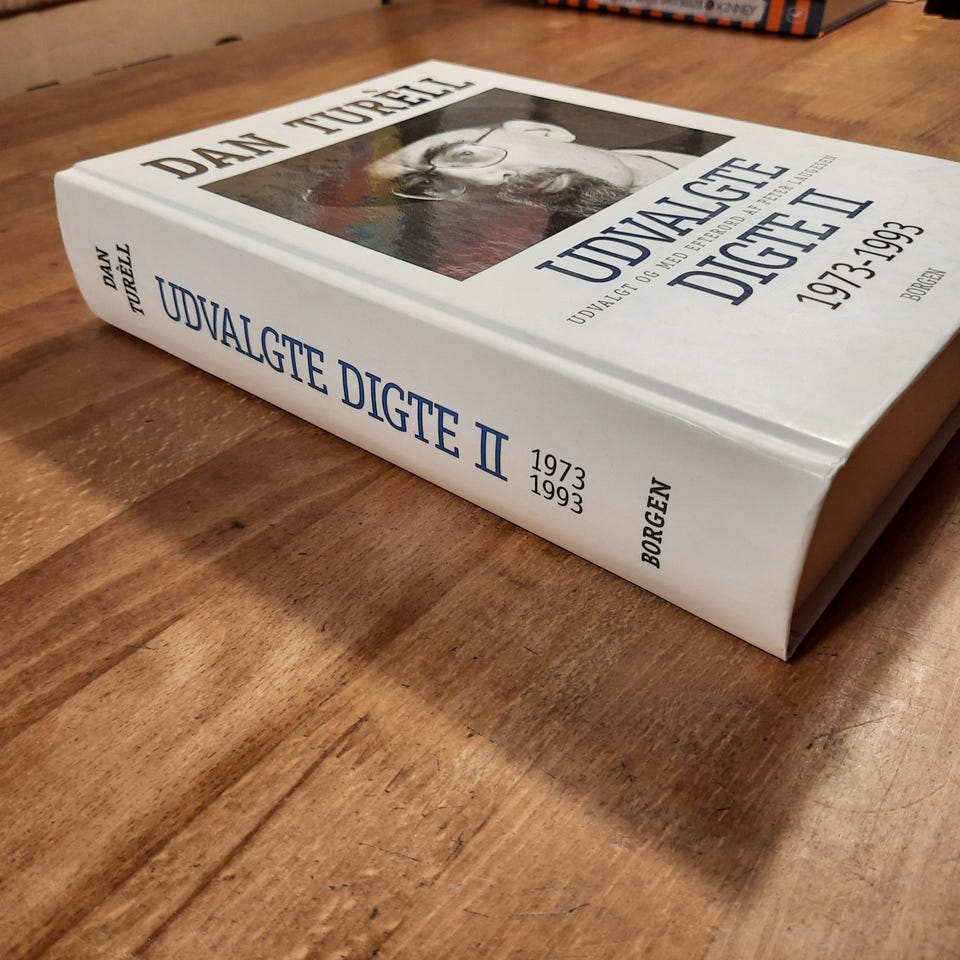 DAN TURÈLL
UDVALGTE
UDVALGT OG MED EFTERORD AF PETER LAUGESEN
DIGTE II
1973-1993
BORGEN
DAN
TURÈLL
UDVALGTE DIGTE II
1973
1993
BORGEN
KINNEY